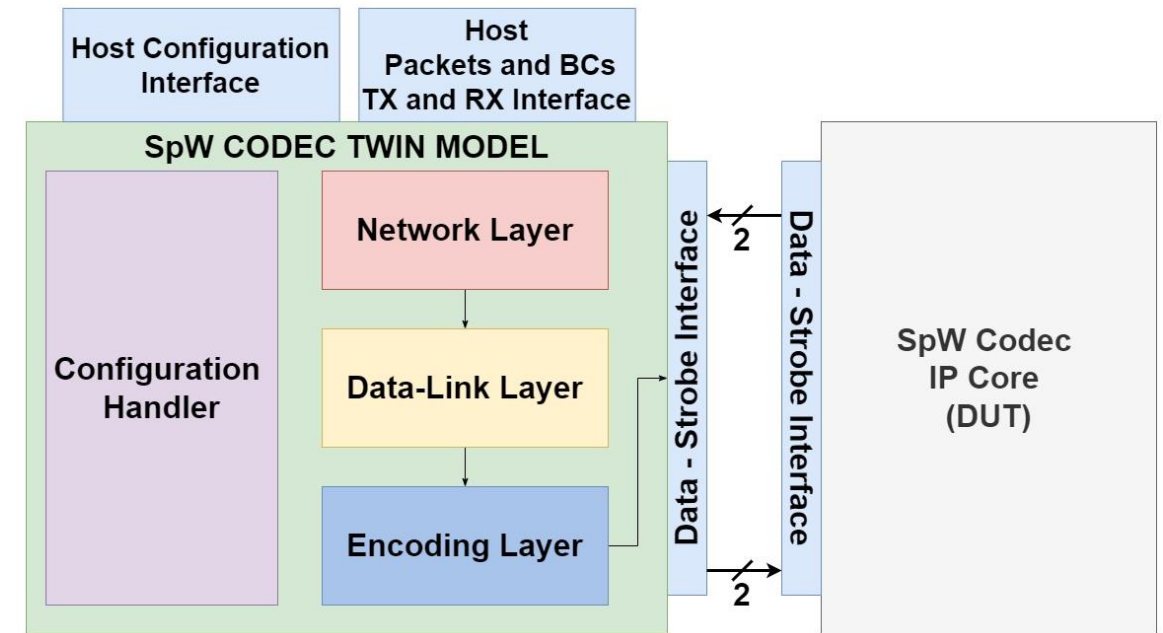 Host Configuration
Interface
Host
Packets and BCs
TX and RX Interface
SpW CODEC TWIN MODEL
Configuration
Handler
Network Layer
Data-Link Layer
Encoding Layer
Data - Strobe Interface
2
2
Data - Strobe Interface
SpW Codec
IP Core
(DUT)